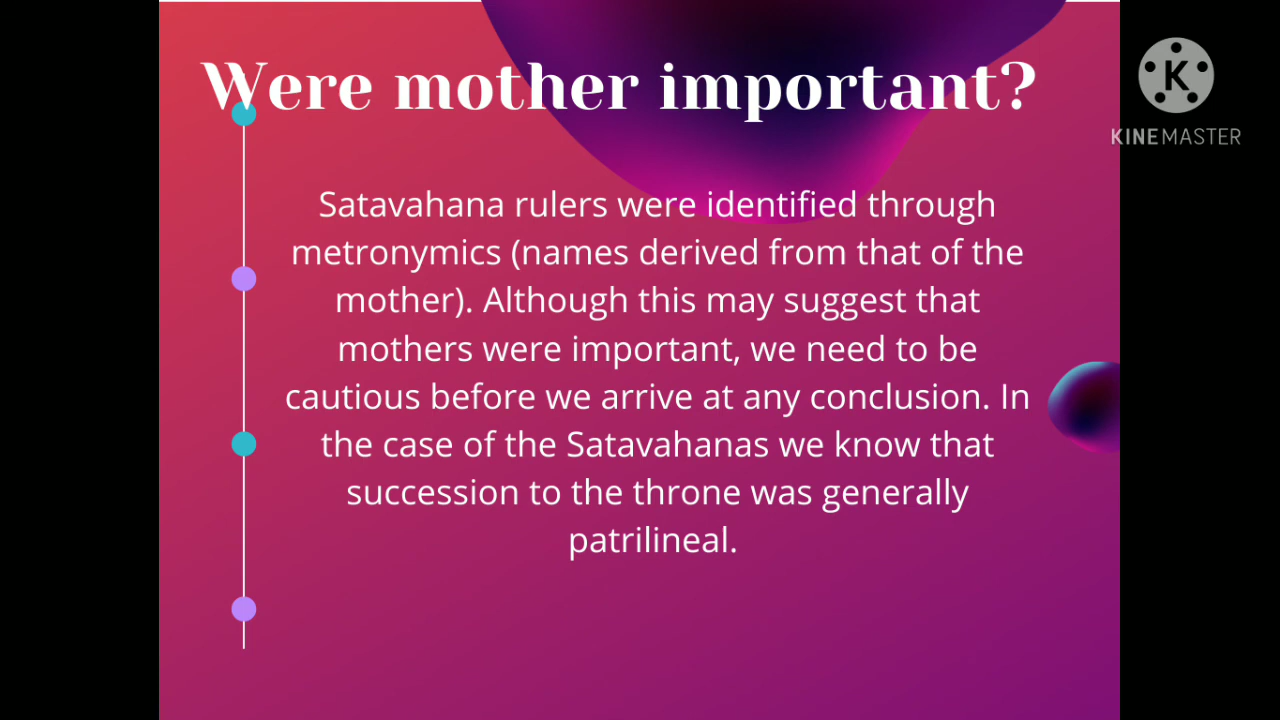 Were mother important?
K
KINEMASTER
Satavahana rulers were identified through
metronymics (names derived from that of the
mother). Although this may suggest that
mothers were important, we need to be
cautious before we arrive at any conclusion. In
the case of the Satavahanas we know that
succession to the throne was generally
patrilineal.